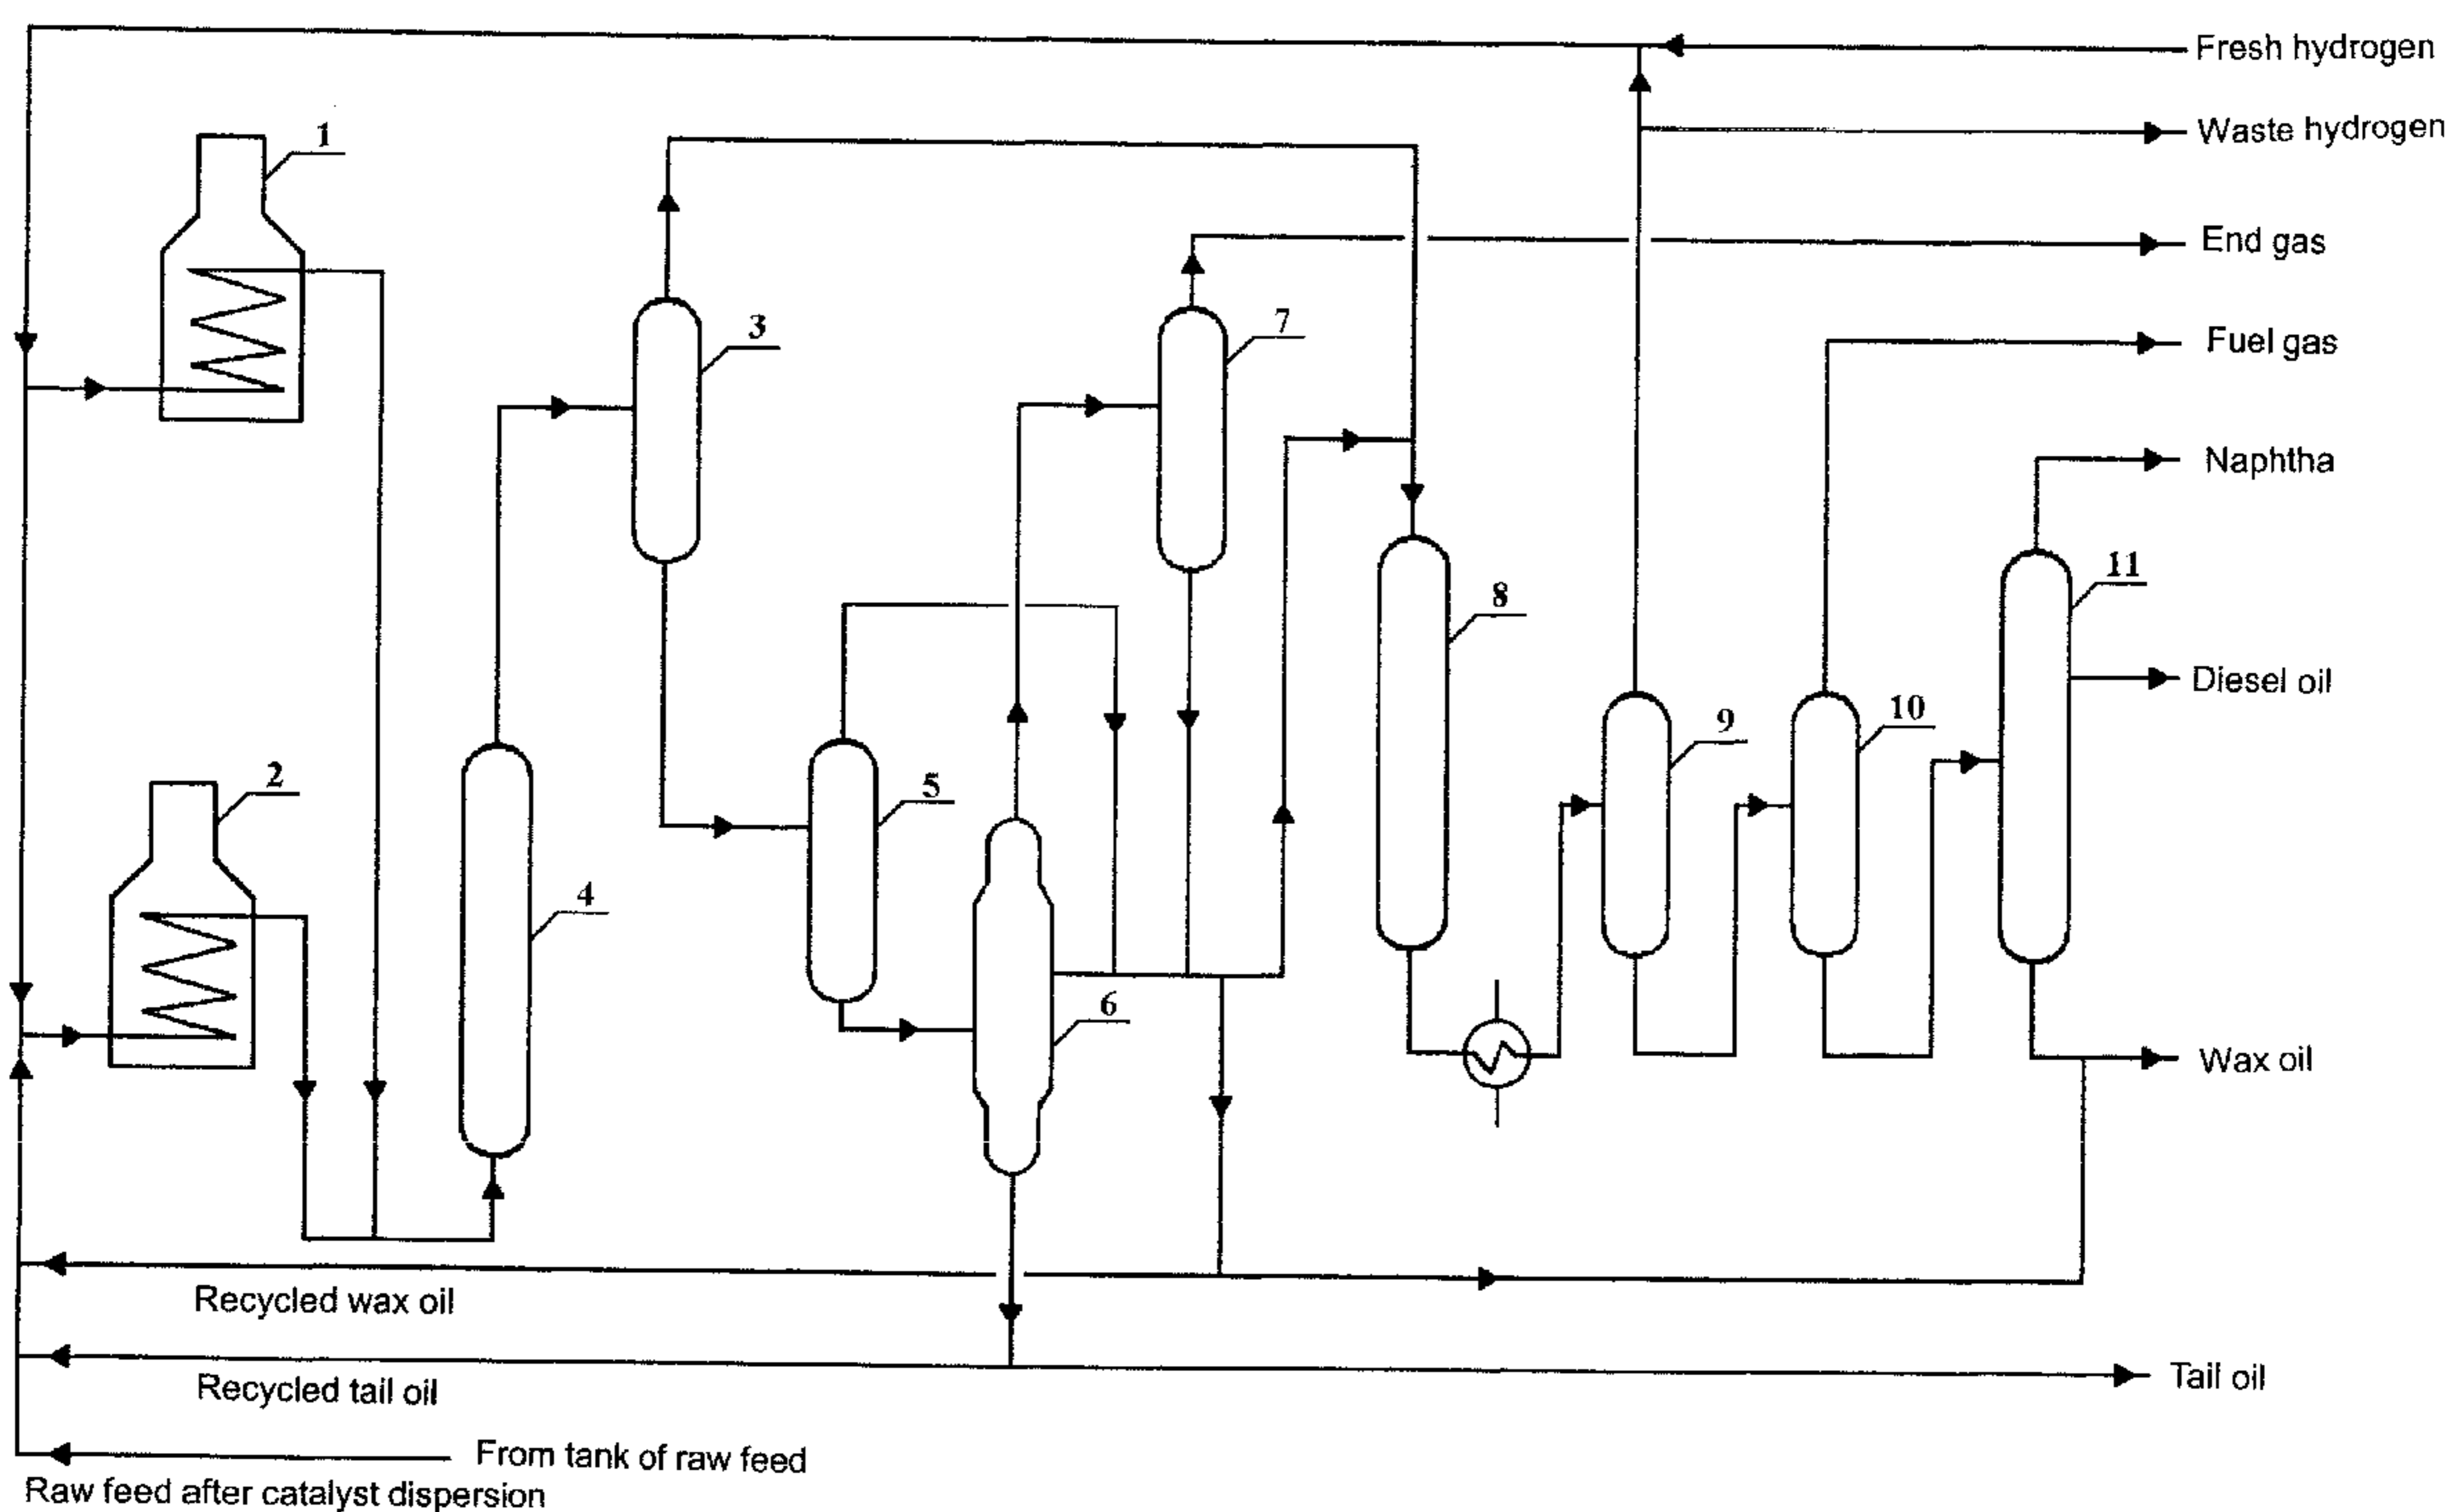 Fresh hydrogen
1
Waste hydrogen
End gas
3
7
Fuel gas
Naphtha
8
11
Diesel oil
9
10
2
5
4
6
Wax oil
Recycled wax oil
Recycled tail oil
Tail oil
From tank of raw feed
Raw feed after catalyst dispersion